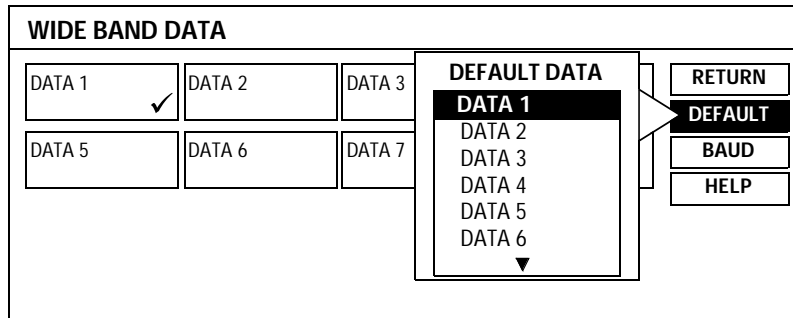 WIDE BAND DATA
DATA 1
DATA 2
DATA 3
DATA 5
DATA 6
DATA 7
DEFAULT DATA
DATA 1
DATA 2
DATA 3
DATA 4
DATA 5
DATA 6
RETURN
DEFAULT
BAUD
HELP